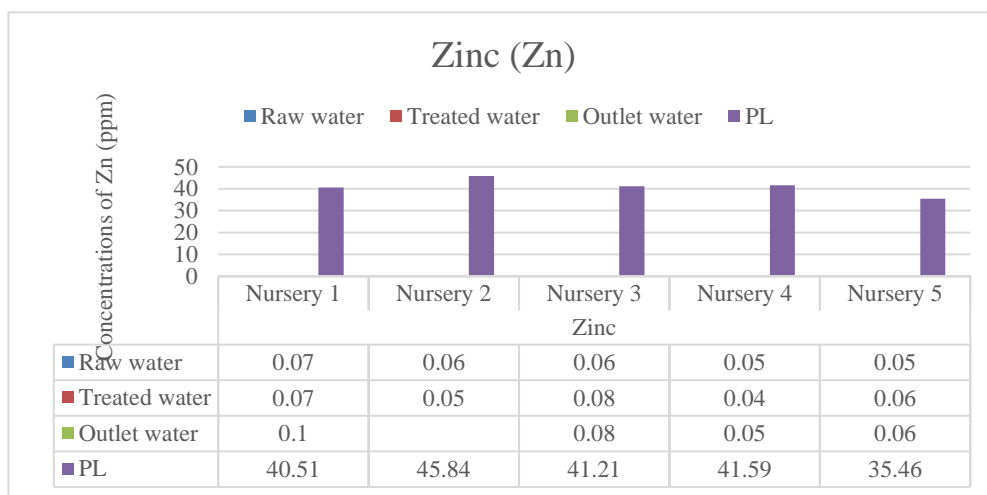 Zinc (Zn)
Raw water Treated water Outlet water PL
Concentrations of Zn (ppm)
50
40
30
20
10
0
Nursery 1 Nursery 2 Nursery 3 Nursery 4 Nursery 5
Zinc
Raw water 0.07 0.06 0.06 0.05 0.05
Treated water 0.07 0.05 0.08 0.04 0.06
Outlet water 0.1 0.08 0.05 0.06
PL 40.51 45.84 41.21 41.59 35.46